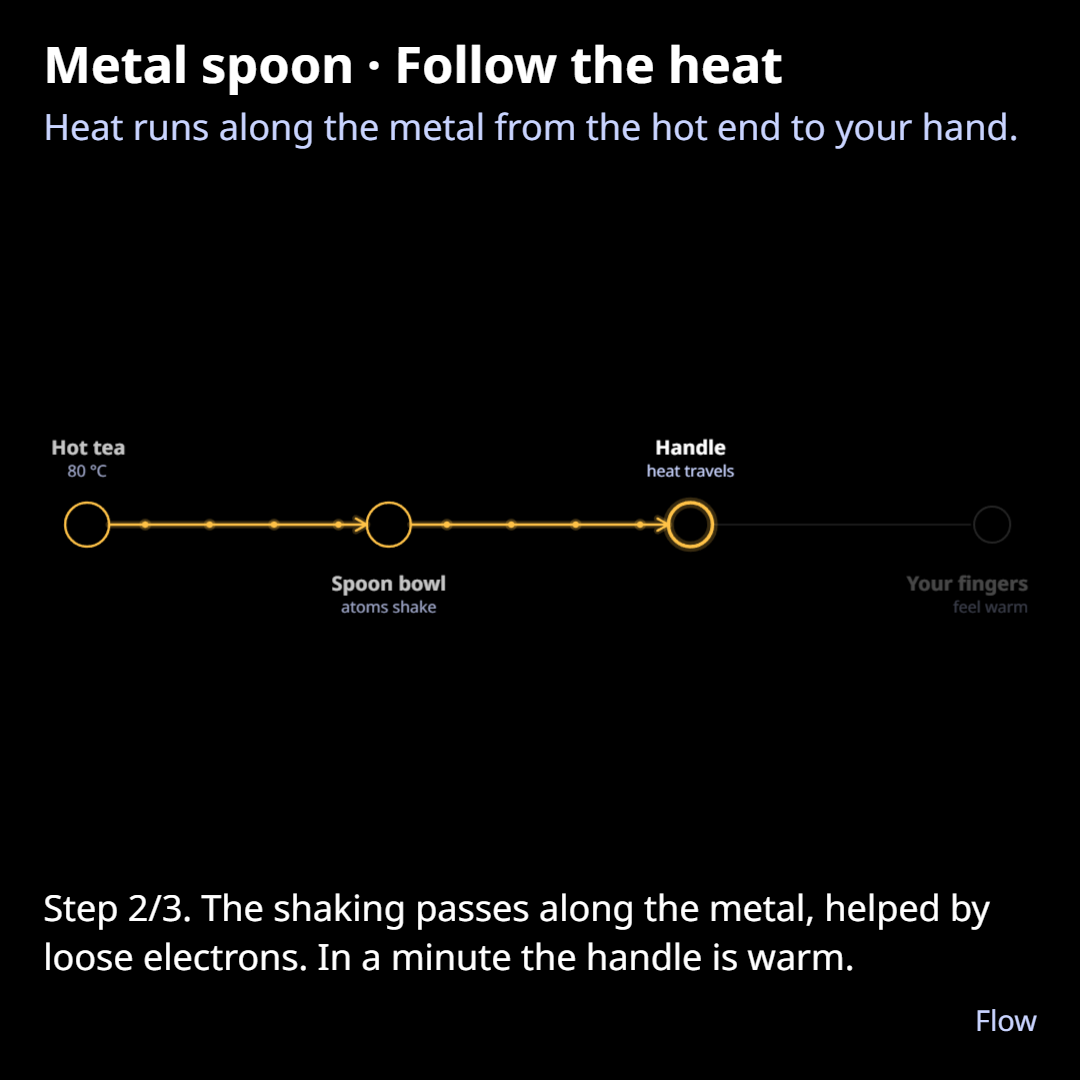 Metal spoon · Follow the heat
Heat runs along the metal from the hot end to your hand.
Hot tea
80 °C
Handle
heat travels
Spoon bowl
atoms shake
Your fingers
feel warm
Step 2/3. The shaking passes along the metal, helped by
loose electrons. In a minute the handle is warm.
Flow